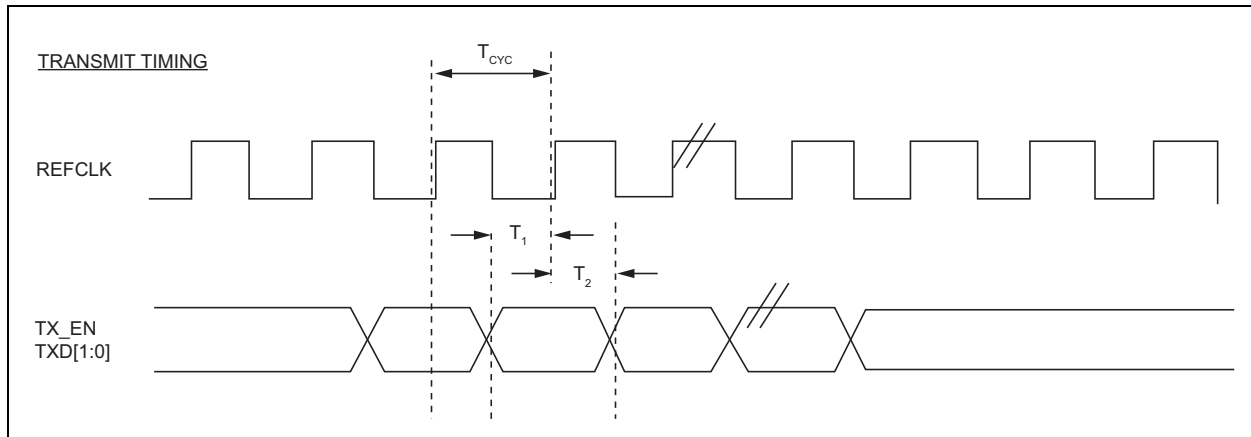 TRANSMIT TIMING
T_CYC
REFCLK
T_1
T_2
TX_EN
TXD[1:0]